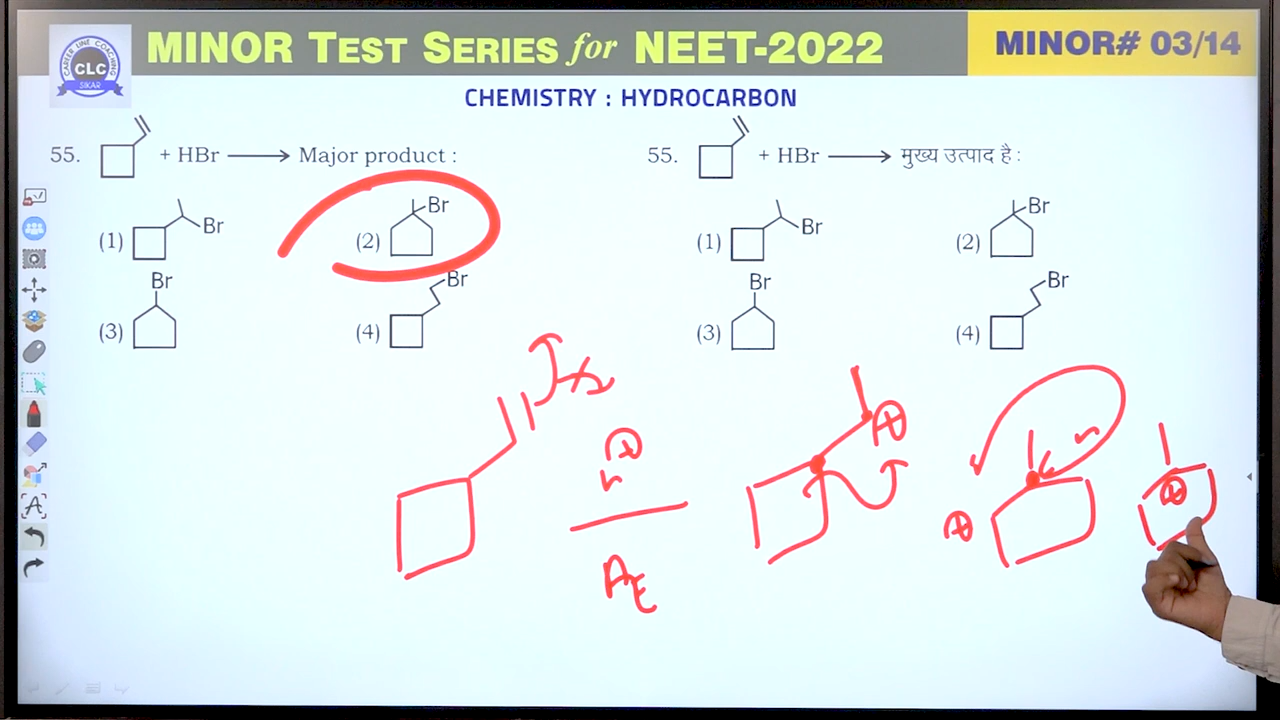 CAREER LINE COACHING
CLC
SIKAR
MINOR TEST SERIES for NEET-2022
MINOR# 03/14
CHEMISTRY : HYDROCARBON
55. + HBr ⟶ Major product :
(1) Br
(2) Br
(3) Br
(4) Br
55. + HBr ⟶ मुख्य उत्पाद है :
(1) Br
(2) Br
(3) Br
(4) Br
H⊕
AE
⊕
⊕
H
⊕